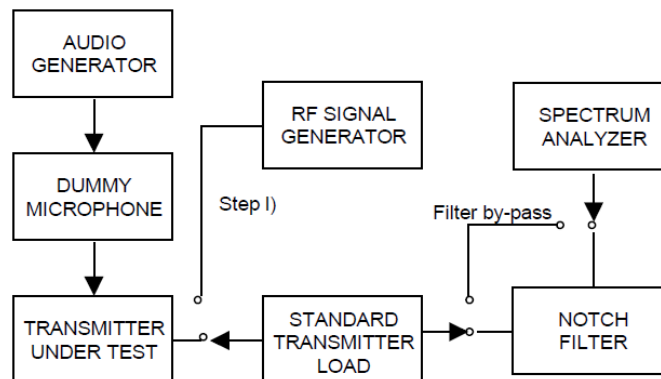 AUDIO
GENERATOR
RF SIGNAL
GENERATOR
SPECTRUM
ANALYZER
DUMMY
MICROPHONE
Step l)
Filter by-pass
TRANSMITTER
UNDER TEST
STANDARD
TRANSMITTER
LOAD
NOTCH
FILTER